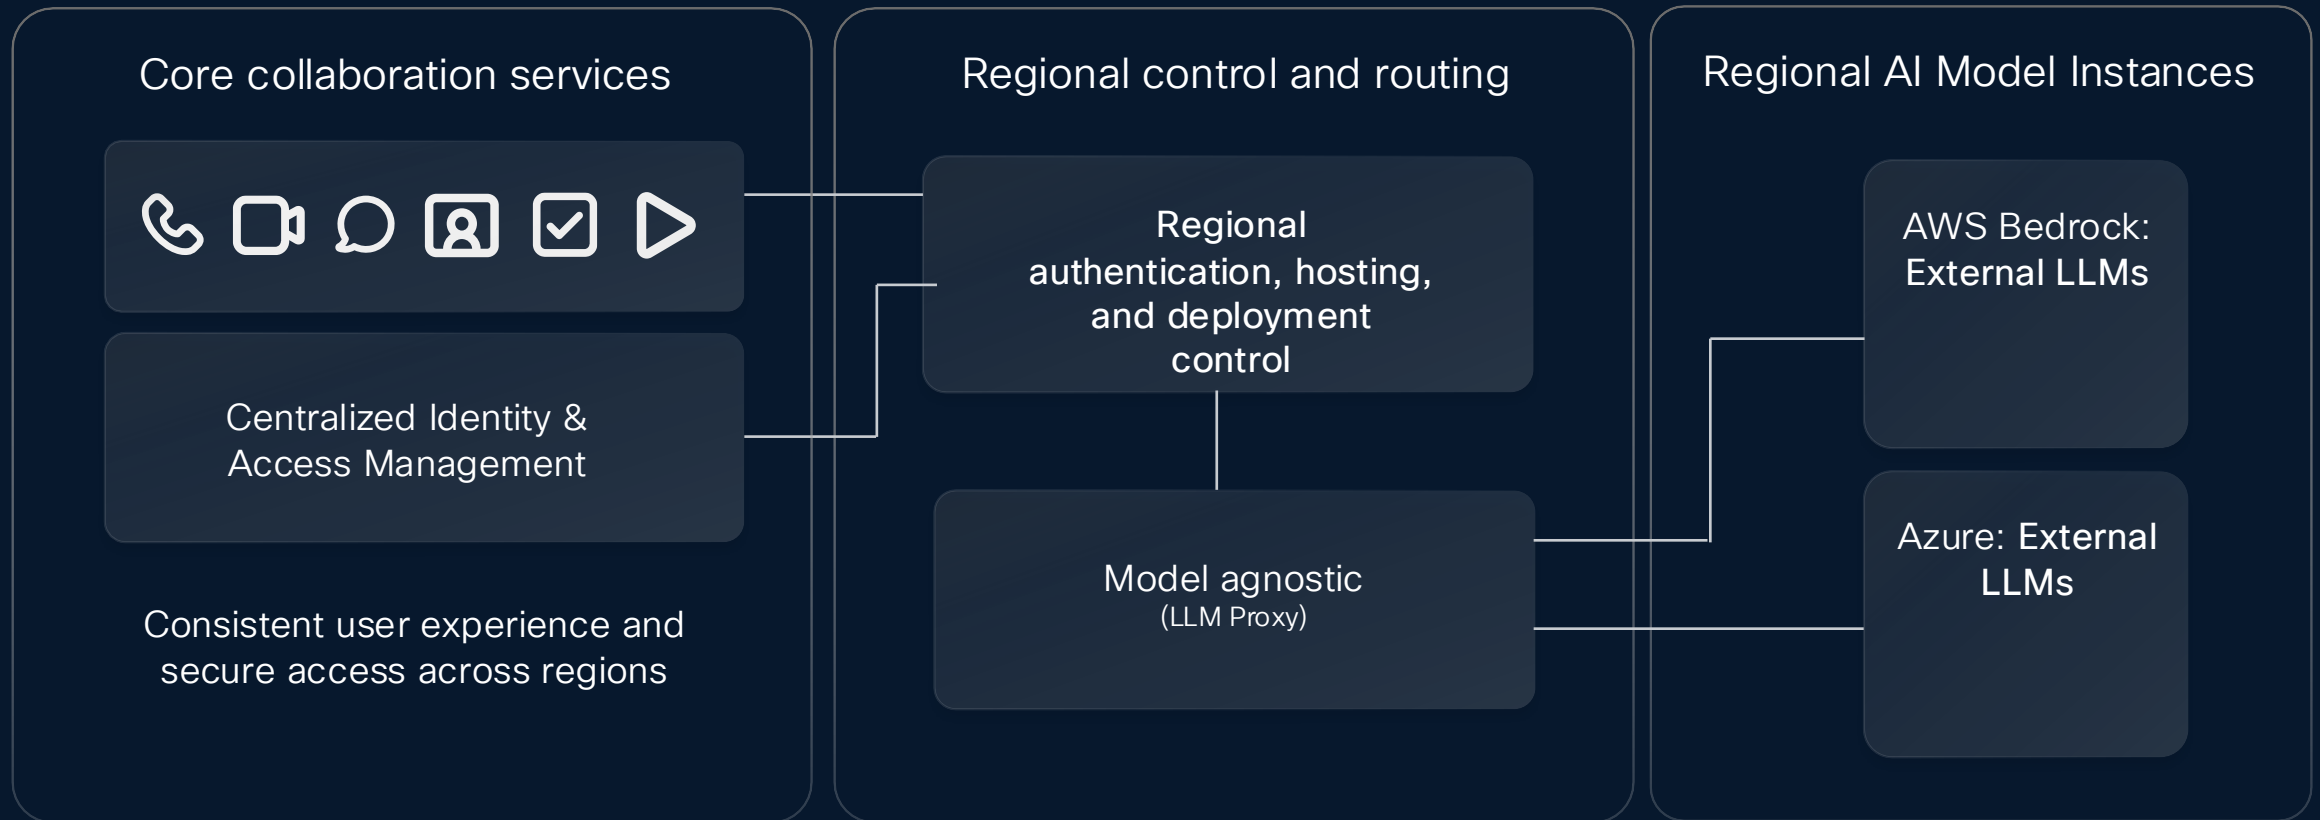 Core collaboration services
Centralized Identity &
Access Management
Consistent user experience and
secure access across regions
Regional control and routing
Regional
authentication, hosting,
and deployment
control
Model agnostic
(LLM Proxy)
Regional AI Model Instances
AWS Bedrock:
External LLMs
Azure: External
LLMs